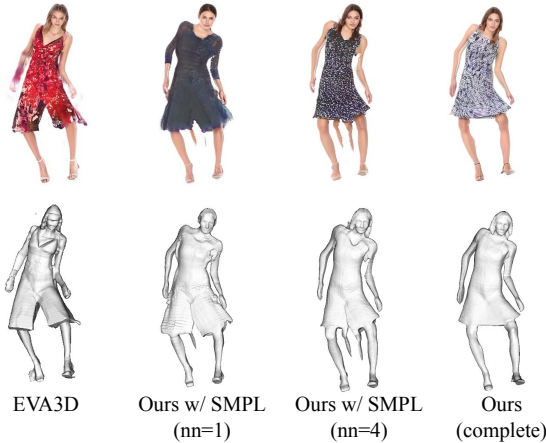 EVA3D
Ours w/ SMPL
(nn=1)
Ours w/ SMPL
(nn=4)
Ours
(complete)